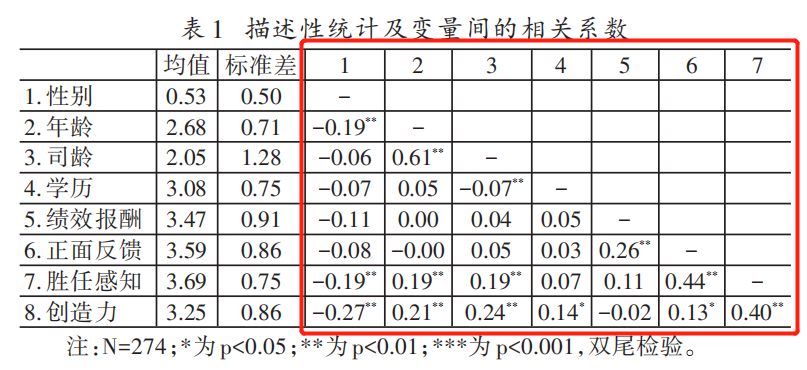 表1 描述性统计及变量间的相关系数
均值 标准差 1 2 3 4 5 6 7
1.性别 0.53 0.50 –
2.年龄 2.68 0.71 -0.19** –
3.司龄 2.05 1.28 -0.06 0.61** –
4.学历 3.08 0.75 -0.07 0.05 -0.07** –
5.绩效报酬 3.47 0.91 -0.11 0.00 0.04 0.05 –
6.正面反馈 3.59 0.86 -0.08 -0.00 0.05 0.03 0.26** –
7.胜任感知 3.69 0.75 -0.19** 0.19** 0.19** 0.07 0.11 0.44** –
8.创造力 3.25 0.86 -0.27** 0.21** 0.24** 0.14* -0.02 0.13* 0.40**
注:N=274;*为p<0.05;**为p<0.01;***为p<0.001,双尾检验。